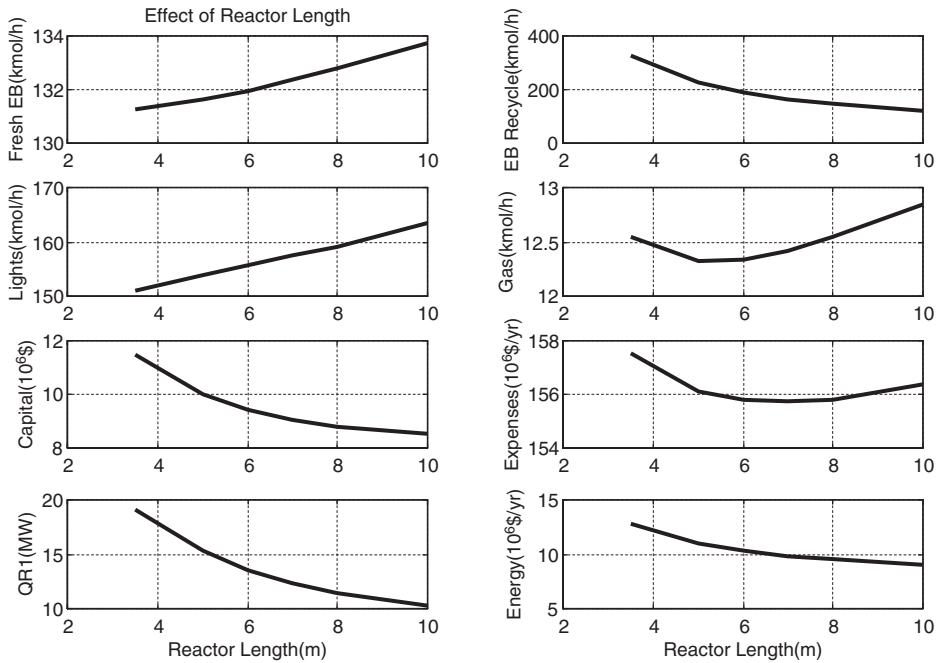 Effect of Reactor Length
Fresh EB(kmol/h)
134
132
130
2 4 6 8 10
EB Recycle(kmol/h)
400
200
0
2 4 6 8 10
Lights(kmol/h)
170
160
150
2 4 6 8 10
Gas(kmol/h)
13
12.5
12
2 4 6 8 10
Capital(10⁶$)
12
10
8
2 4 6 8 10
Expenses(10⁶$/yr)
158
156
154
2 4 6 8 10
QR1(MW)
20
15
10
2 4 6 8 10
Reactor Length(m)
Energy(10⁶$/yr)
15
10
5
2 4 6 8 10
Reactor Length(m)